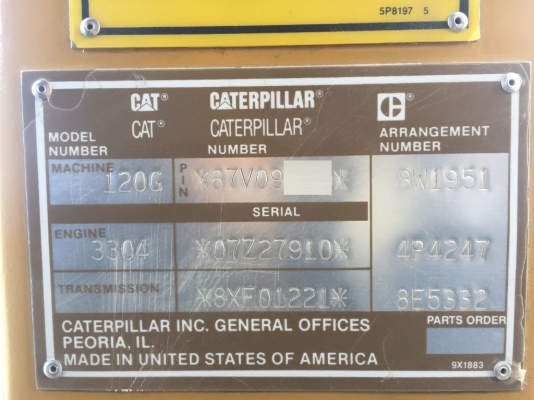 5P8197 5
CAT® CATERPILLAR® C®
CAT® CATERPILLAR®
MODEL NUMBER NUMBER ARRANGEMENT NUMBER
MACHINE 120G PIN *87V09 * 8W1951
SERIAL
ENGINE 3304 *07Z27910* 4P4247
TRANSMISSION *8XF01221* 8E5332
CATERPILLAR INC. GENERAL OFFICES PARTS ORDER
PEORIA, IL.
MADE IN UNITED STATES OF AMERICA 9X1883